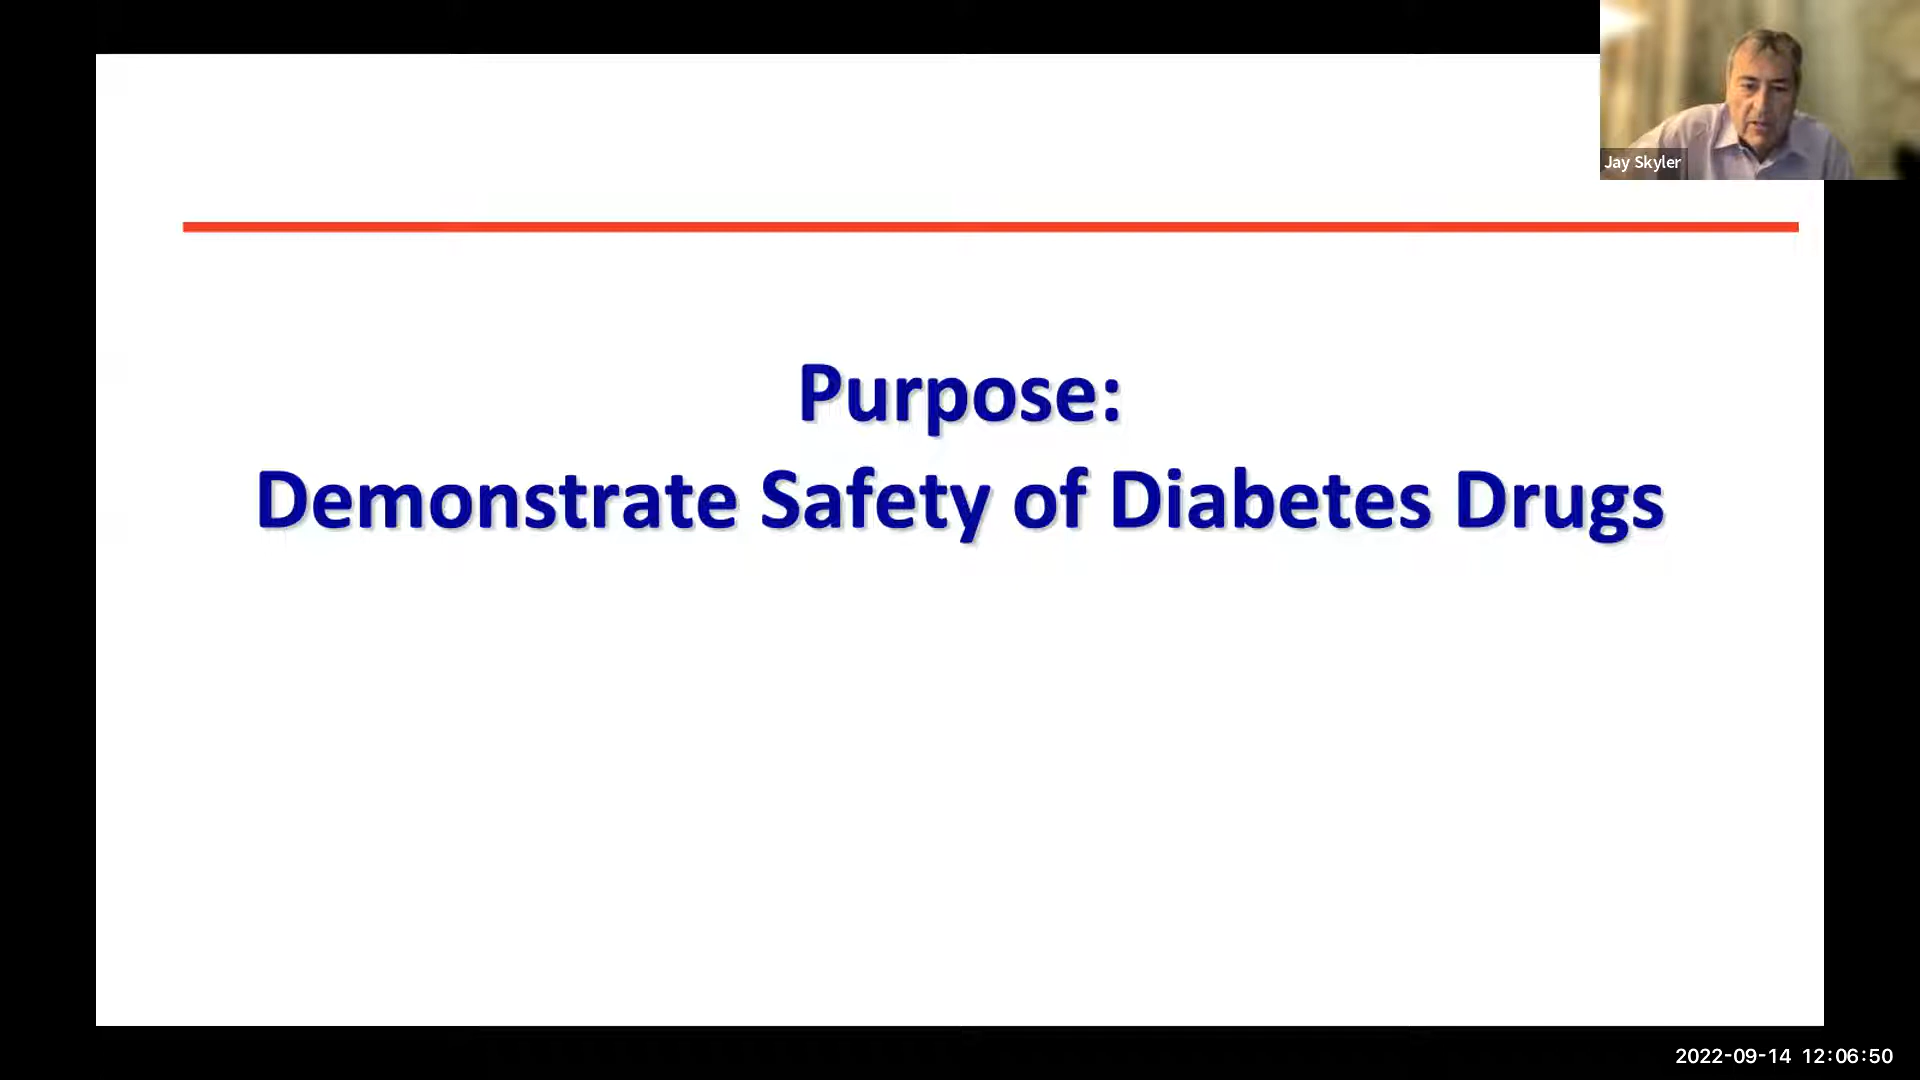 Jay Skyler
Purpose:
Demonstrate Safety of Diabetes Drugs
2022-09-14 12:06:50